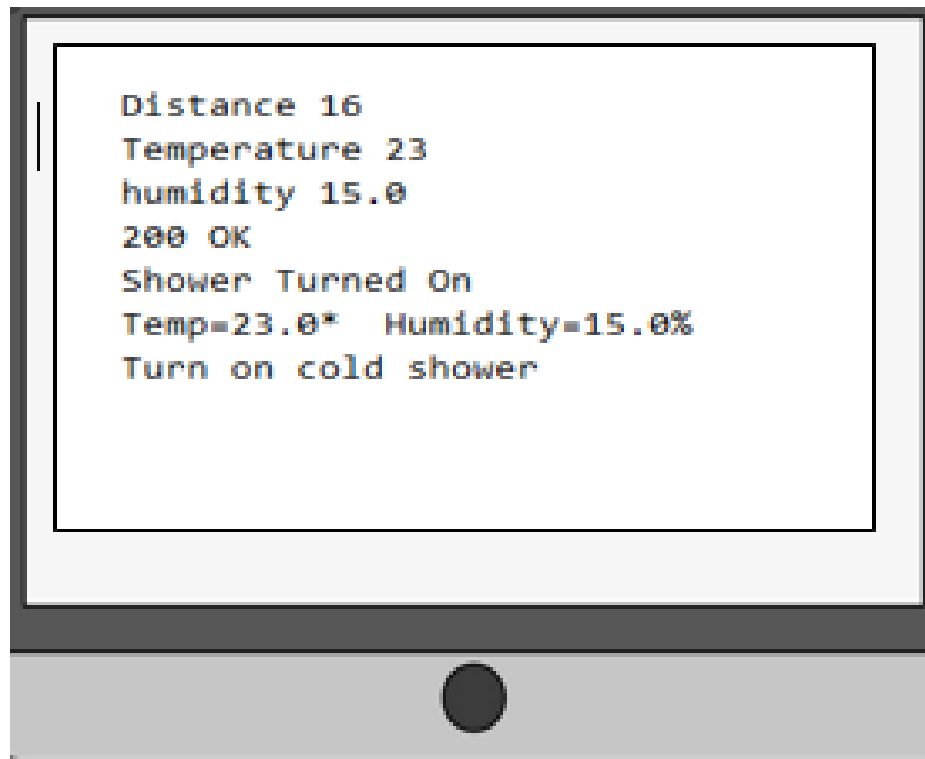 Distance 16
Temperature 23
humidity 15.0
200 OK
Shower Turned On
Temp=23.0*  Humidity=15.0%
Turn on cold shower